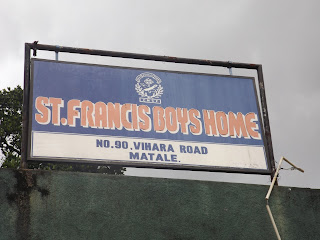 ST.FRANCIS BOYS HOME
NO.90,VIHARA ROAD
MATALE.